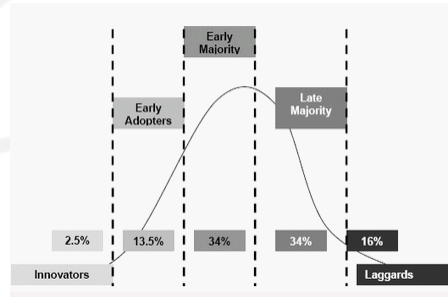 Early
Majority
Early
Adopters
Late
Majority
2.5%
13.5%
34%
34%
16%
Innovators
Laggards